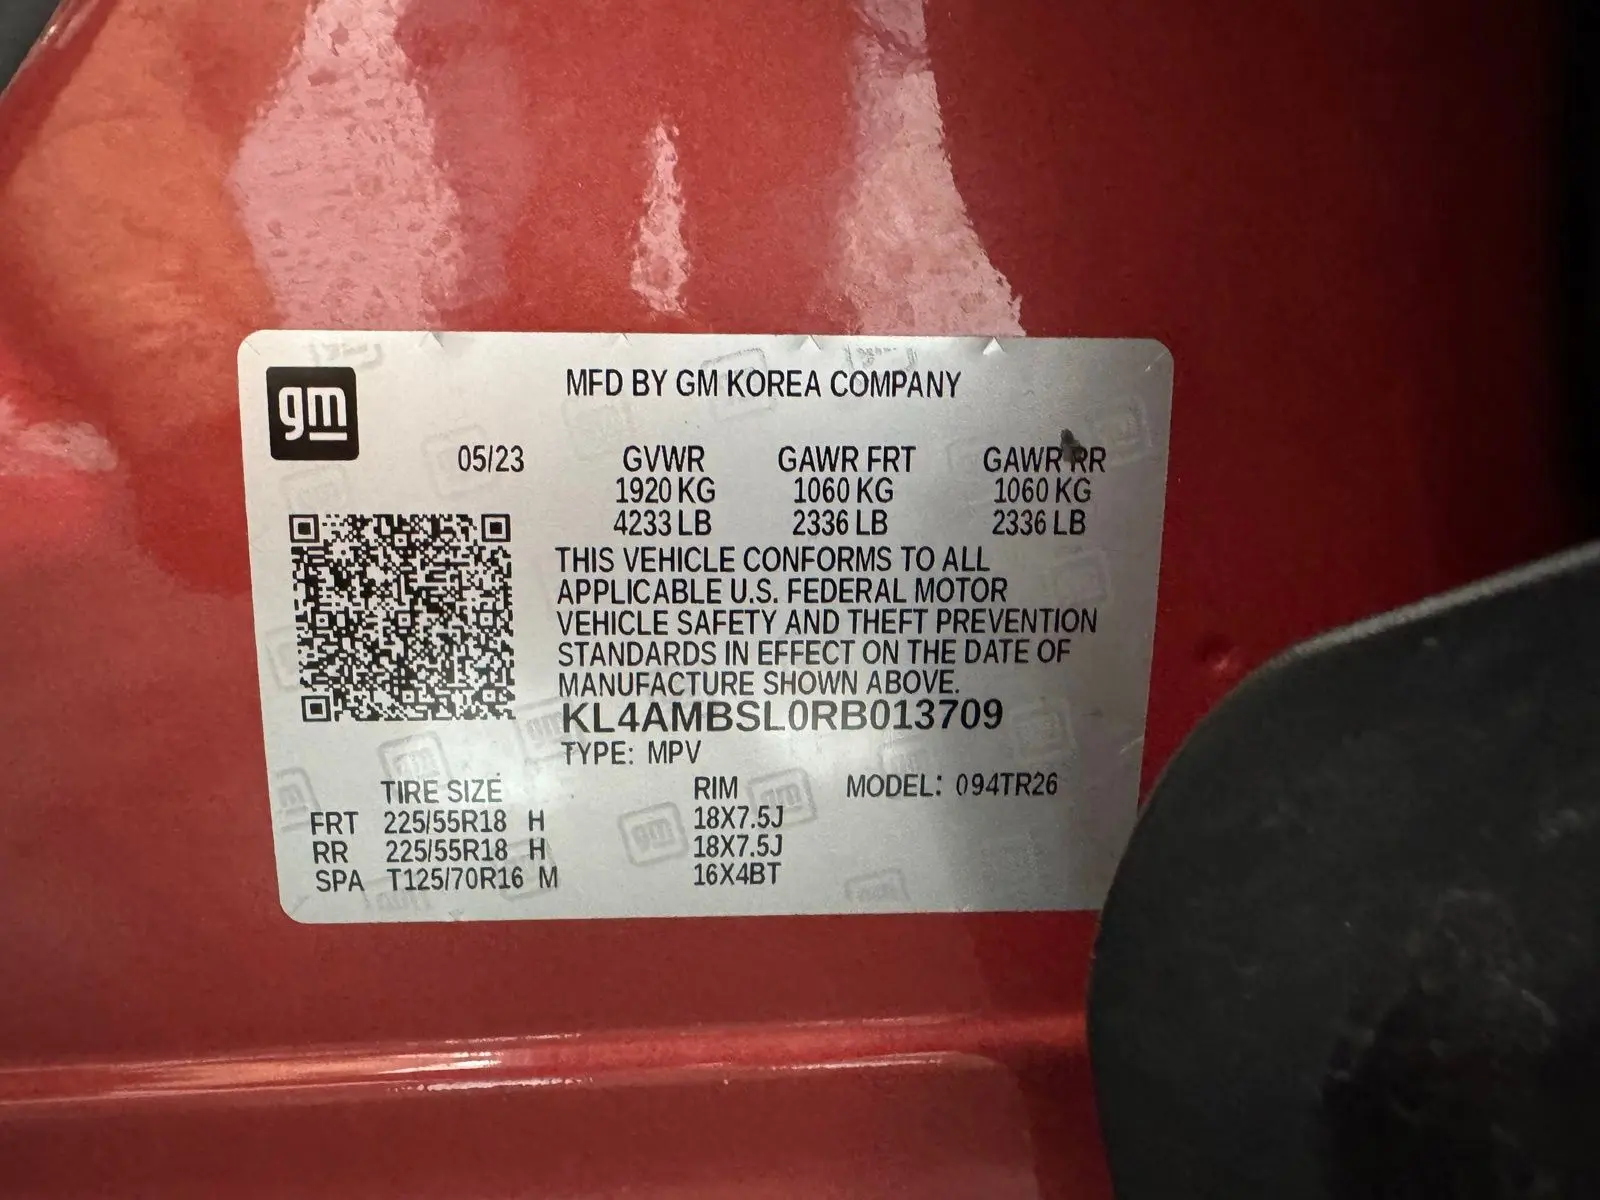 gm
MFD BY GM KOREA COMPANY
05/23 GVWR GAWR FRT GAWR RR
1920 KG 1060 KG 1060 KG
4233 LB 2336 LB 2336 LB
THIS VEHICLE CONFORMS TO ALL
APPLICABLE U.S. FEDERAL MOTOR
VEHICLE SAFETY AND THEFT PREVENTION
STANDARDS IN EFFECT ON THE DATE OF
MANUFACTURE SHOWN ABOVE.
KL4AMBSL0RB013709
TYPE: MPV
TIRE SIZE RIM MODEL: 094TR26
FRT 225/55R18 H 18X7.5J
RR 225/55R18 H 18X7.5J
SPA T125/70R16 M 16X4BT